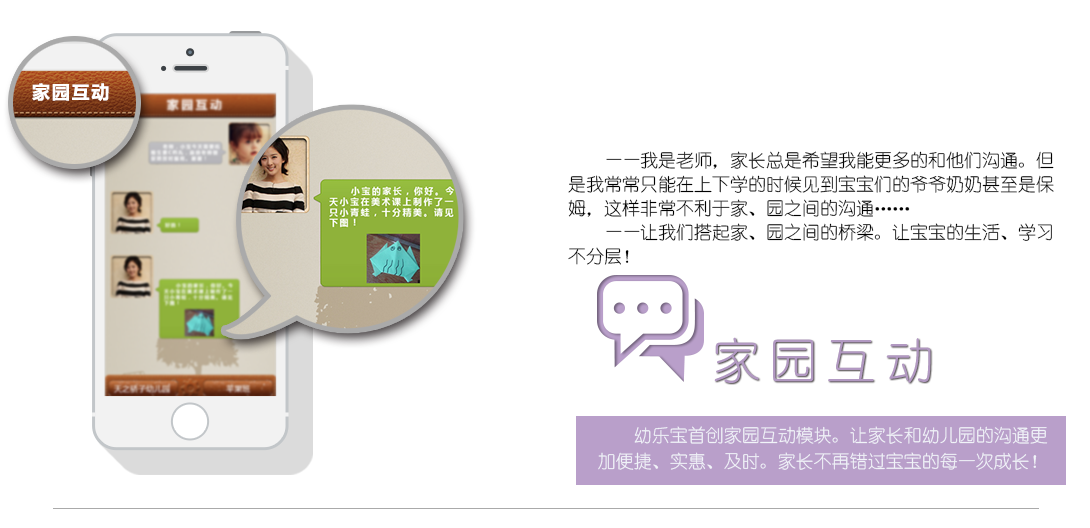 家园互动
家园互动
小宝的家长，你好。今
天小宝在美术课上制作了一
只小青蛙，十分精美。请见
下图！
天之骄子幼儿园
苹果班
——我是老师，家长总是希望我能更多的和他们沟通。但
是我常常只能在上下学的时候见到宝宝们的爷爷奶奶甚至是保
姆，这样非常不利于家、园之间的沟通……
——让我们搭起家、园之间的桥梁。让宝宝的生活、学习
不分层！
家园互动
幼乐宝首创家园互动模块。让家长和幼儿园的沟通更
加便捷、实惠、及时。家长不再错过宝宝的每一次成长！